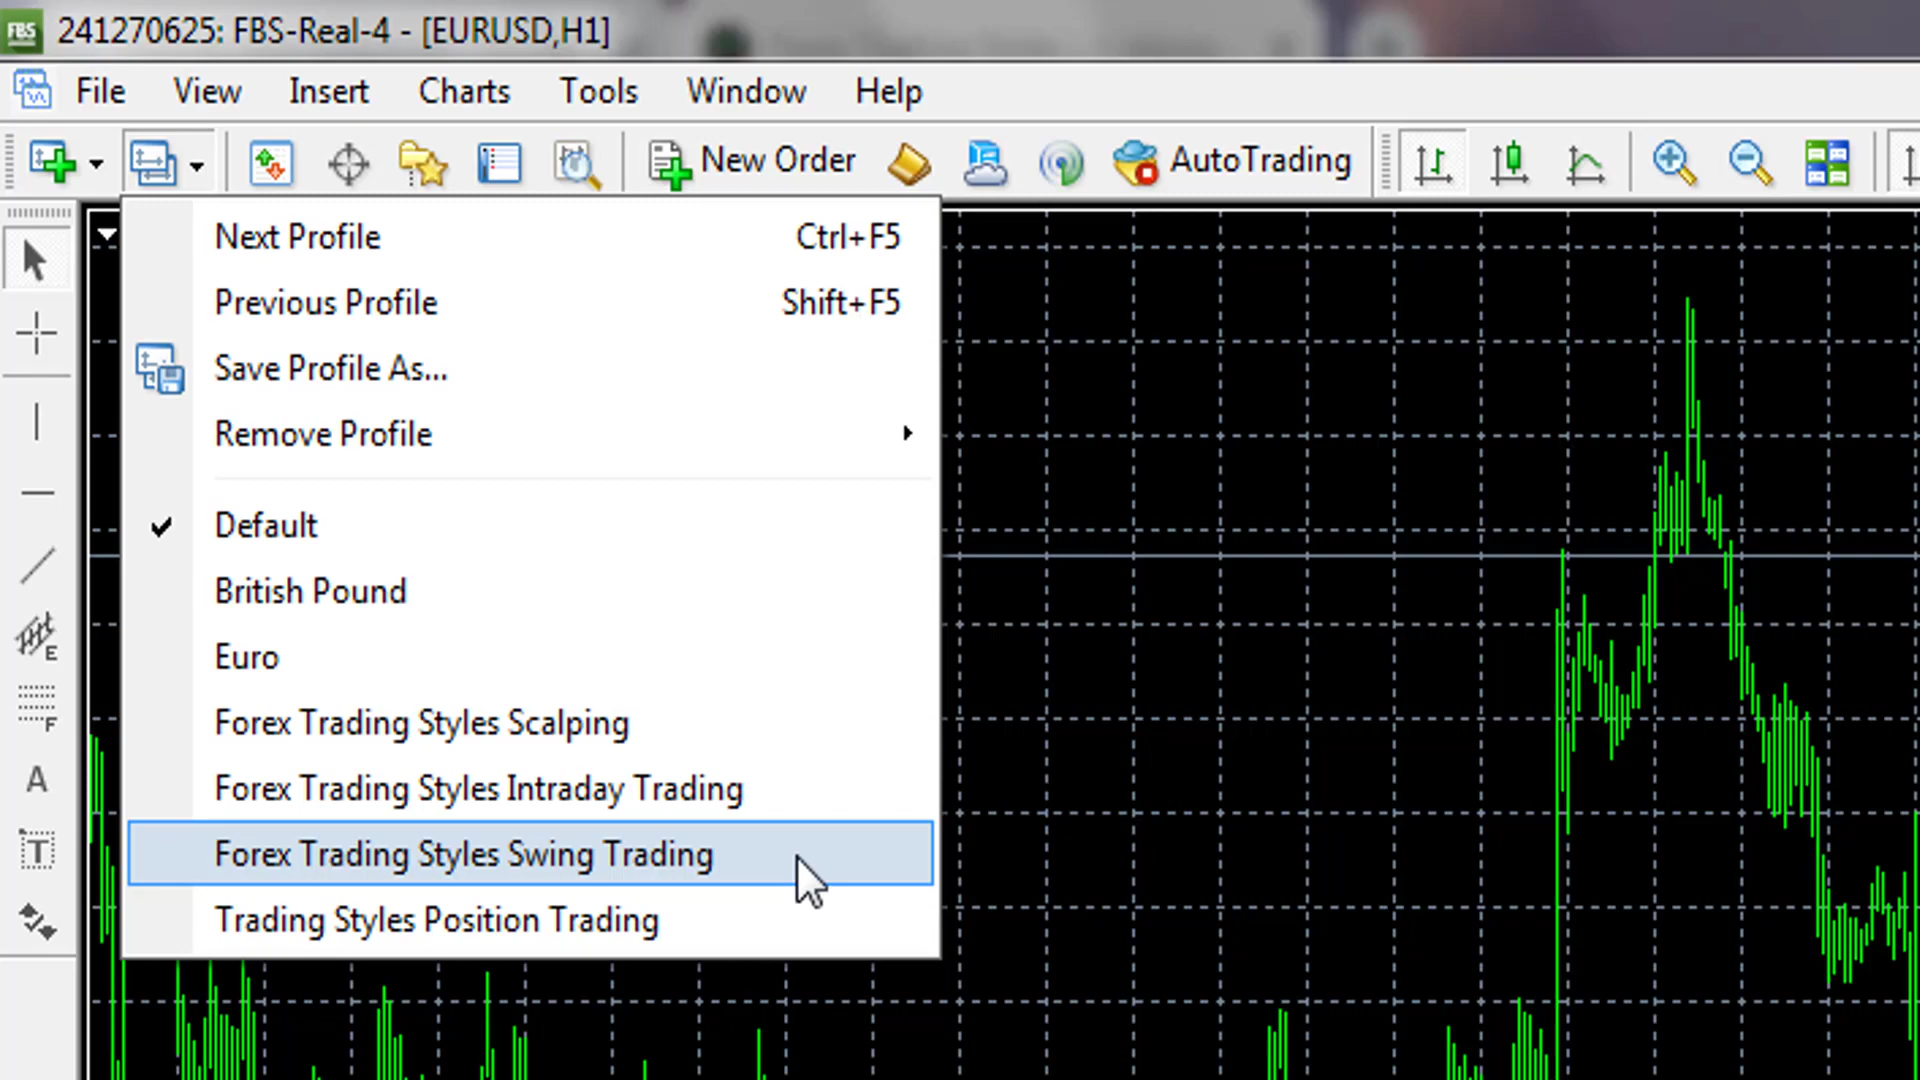 FBS 241270625: FBS-Real-4 - [EURUSD,H1]
File View Insert Charts Tools Window Help
New Order AutoTrading
Next Profile Ctrl+F5
Previous Profile Shift+F5
Save Profile As...
Remove Profile
Default
British Pound
Euro
Forex Trading Styles Scalping
Forex Trading Styles Intraday Trading
Forex Trading Styles Swing Trading
Trading Styles Position Trading
E
F
A
T